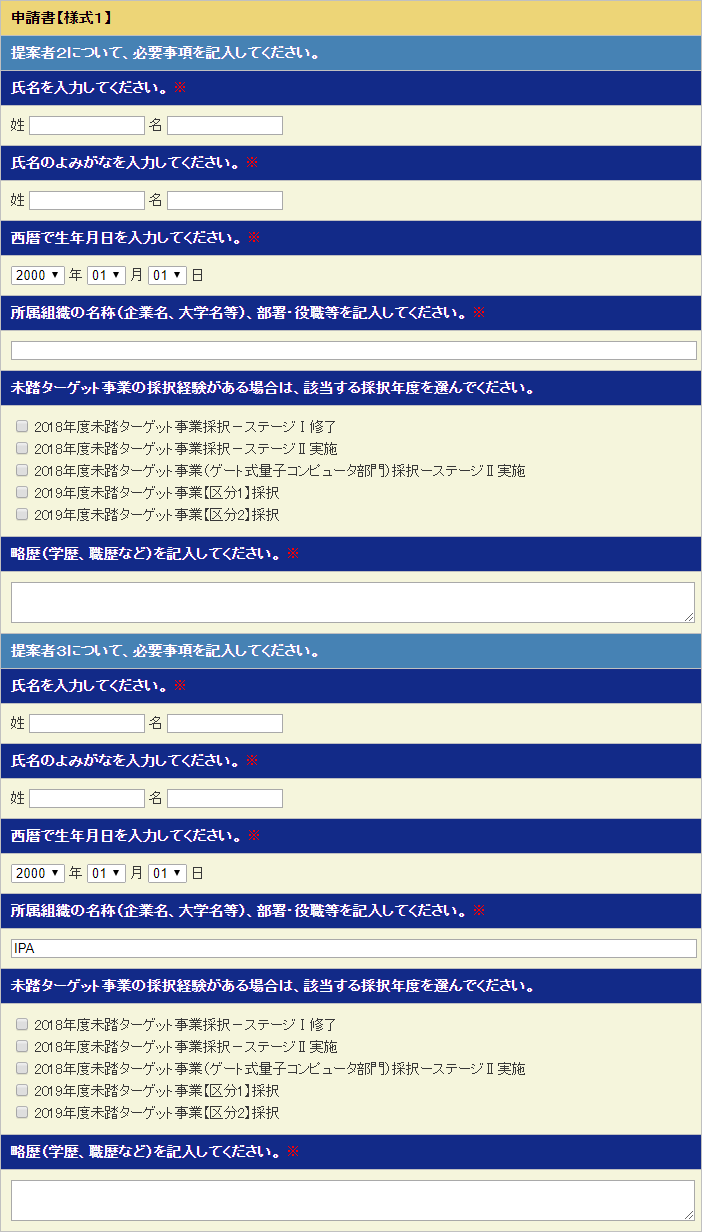 申請書【様式１】
提案者２について、必要事項を記入してください。
氏名を入力してください。 ※
姓 名
氏名のよみがなを入力してください。 ※
姓 名
西暦で生年月日を入力してください。 ※
2000 年 01 月 01 日
所属組織の名称（企業名、大学名等）、部署・役職等を記入してください。 ※
未踏ターゲット事業の採択経験がある場合は、該当する採択年度を選んでください。
2018年度未踏ターゲット事業採択－ステージⅠ修了
2018年度未踏ターゲット事業採択－ステージⅡ実施
2018年度未踏ターゲット事業（ゲート式量子コンピュータ部門）採択ーステージⅡ実施
2019年度未踏ターゲット事業【区分1】採択
2019年度未踏ターゲット事業【区分2】採択
略歴（学歴、職歴など）を記入してください。 ※
提案者３について、必要事項を記入してください。
氏名を入力してください。 ※
姓 名
氏名のよみがなを入力してください。 ※
姓 名
西暦で生年月日を入力してください。 ※
2000 年 01 月 01 日
所属組織の名称（企業名、大学名等）、部署・役職等を記入してください。 ※
IPA
未踏ターゲット事業の採択経験がある場合は、該当する採択年度を選んでください。
2018年度未踏ターゲット事業採択－ステージⅠ修了
2018年度未踏ターゲット事業採択－ステージⅡ実施
2018年度未踏ターゲット事業（ゲート式量子コンピュータ部門）採択ーステージⅡ実施
2019年度未踏ターゲット事業【区分1】採択
2019年度未踏ターゲット事業【区分2】採択
略歴（学歴、職歴など）を記入してください。 ※